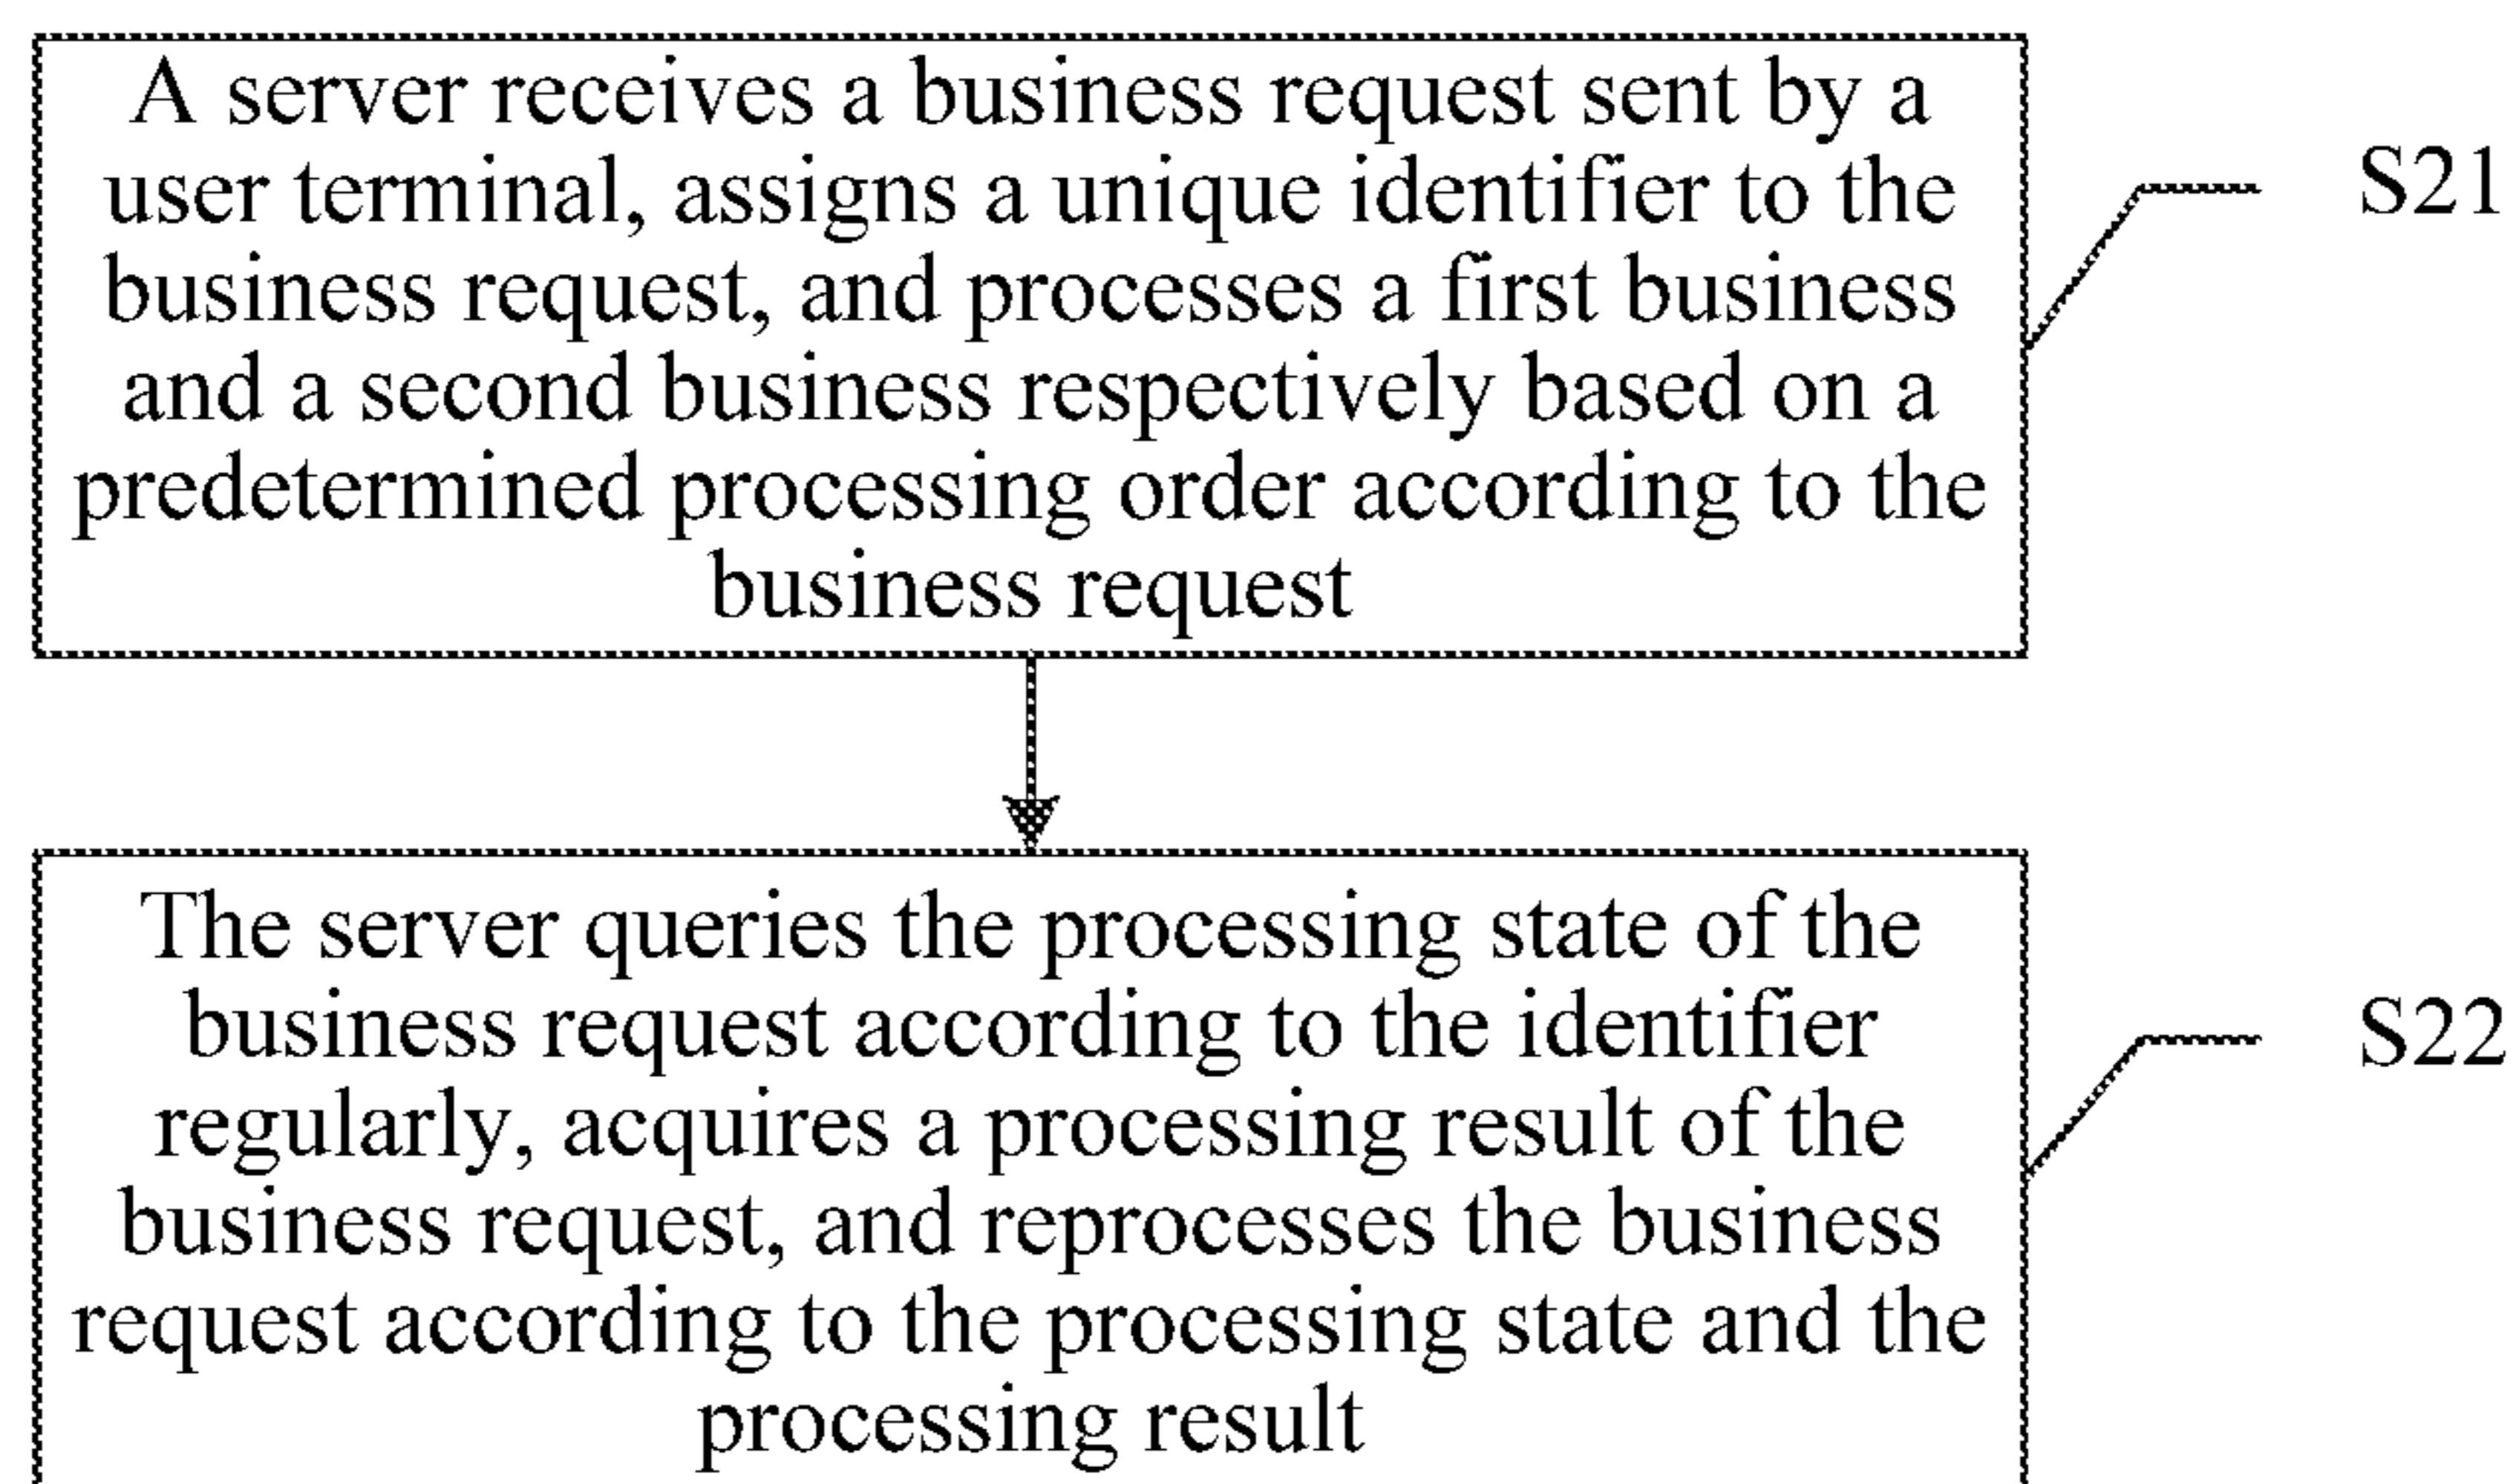 A server receives a business request sent by a
user terminal, assigns a unique identifier to the
business request, and processes a first business
and a second business respectively based on a
predetermined processing order according to the
business request
S21
The server queries the processing state of the
business request according to the identifier
regularly, acquires a processing result of the
business request, and reprocesses the business
request according to the processing state and the
processing result
S22